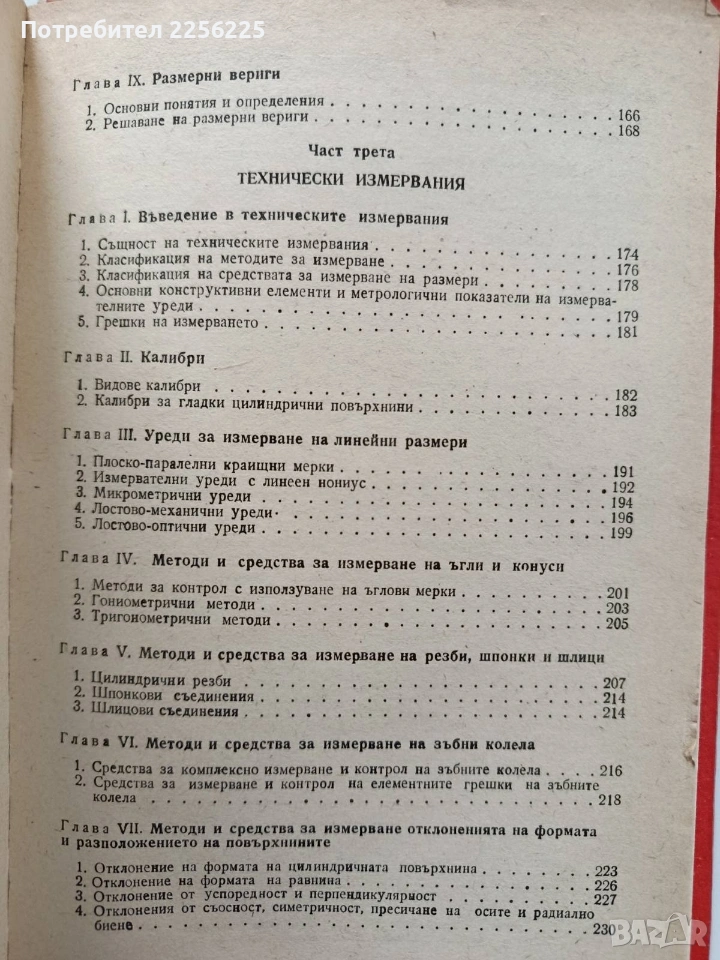 Потребител 2256225
Глава IX. Размерни вериги
1. Основни понятия и определения . . . 166
2. Решаване на размерни вериги . . . 168
Част трета
ТЕХНИЧЕСКИ ИЗМЕРВАНИЯ
Глава I. Въведение в техническите измервания
1. Същност на техническите измервания . . . 174
2. Класификация на методите за измерване . . . 176
3. Класификация на средствата за измерване на размери . . . 178
4. Основни конструктивни елементи и метрологични показатели на измерва-
телните уреди . . . 179
5. Грешки на измерването . . . 181
Глава II. Калибри
1. Видове калибри . . . 182
2. Калибри за гладки цилиндрични повърхнини . . . 183
Глава III. Уреди за измерване на линейни размери
1. Плоско-паралелни краищни мерки . . . 191
2. Измервателни уреди с линеен нониус . . . 192
3. Микрометрични уреди . . . 194
4. Лостово-механични уреди . . . 196
5. Лостово-оптични уреди . . . 199
Глава IV. Методи и средства за измерване на ъгли и конуси
1. Методи за контрол с използуване на ъглови мерки . . . 201
2. Гониометрични методи . . . 203
3. Тригонометрични методи . . . 205
Глава V. Методи и средства за измерване на резби, шпонки и шлици
1. Цилиндрични резби . . . 207
2. Шпонкови съединения . . . 214
3. Шлицови съединения . . . 214
Глава VI. Методи и средства за измерване на зъбни колела
1. Средства за комплексно измерване и контрол на зъбните колела . . . 216
2. Средства за измерване и контрол на елементните грешки на зъбните
колела . . . 218
Глава VII. Методи и средства за измерване отклоненията на формата
и разположението на повърхнините
1. Отклонение на формата на цилиндричната повърхнина . . . 223
2. Отклонение на формата на равнина . . . 226
3. Отклонение от успоредност и перпендикулярност . . . 227
4. Отклонения от съосност, симетричност, пресичане на осите и радиално
биене . . . 230
BAZAR